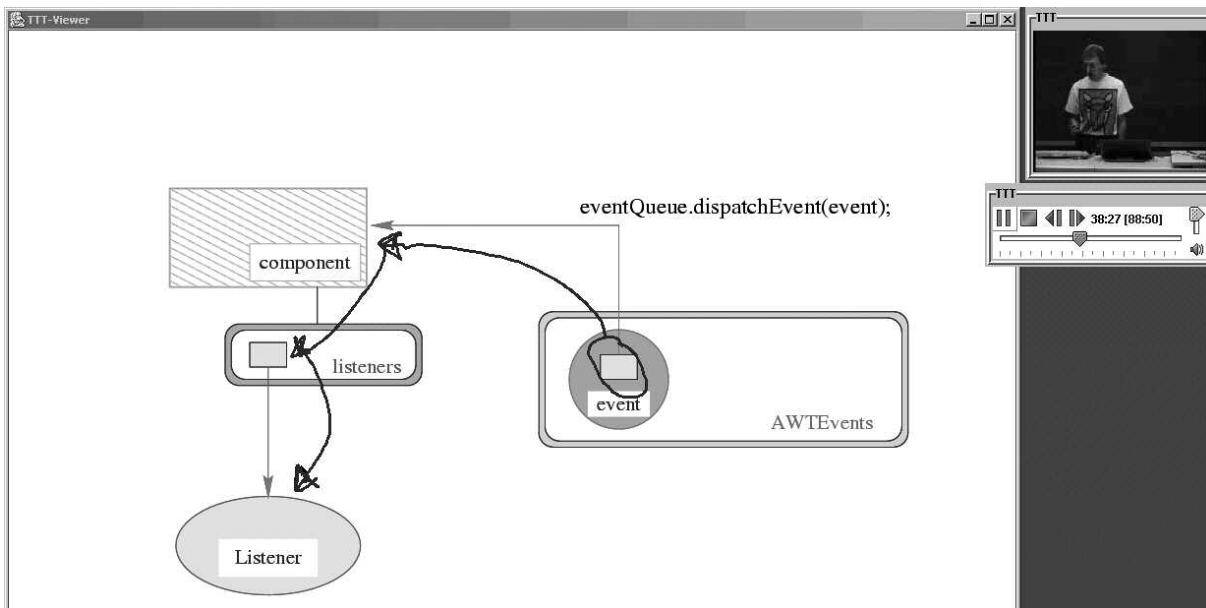 TTT-Viewer
TTT
eventQueue.dispatchEvent(event);
component
listeners
event
AWTEvents
Listener
TTT
38:27 [88:50]